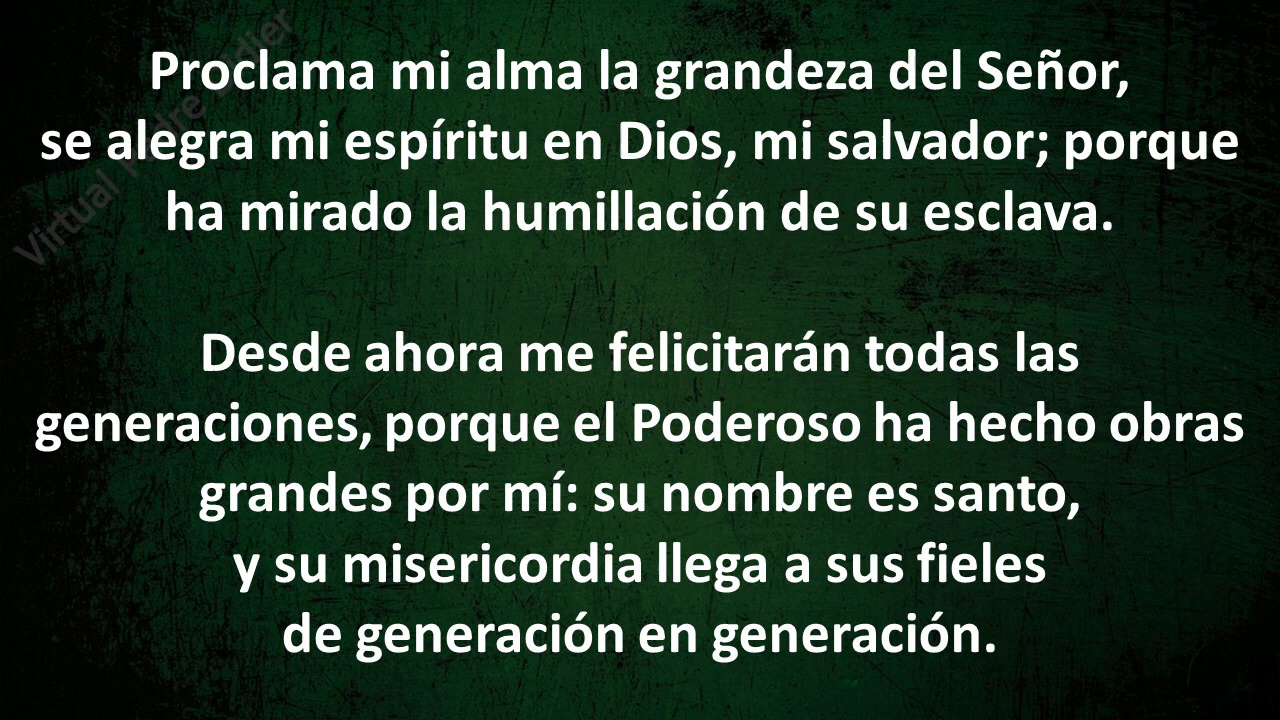 Proclama mi alma la grandeza del Señor,
se alegra mi espíritu en Dios, mi salvador; porque
ha mirado la humillación de su esclava.
Desde ahora me felicitarán todas las
generaciones, porque el Poderoso ha hecho obras
grandes por mí: su nombre es santo,
y su misericordia llega a sus fieles
de generación en generación.
Virtual Padre